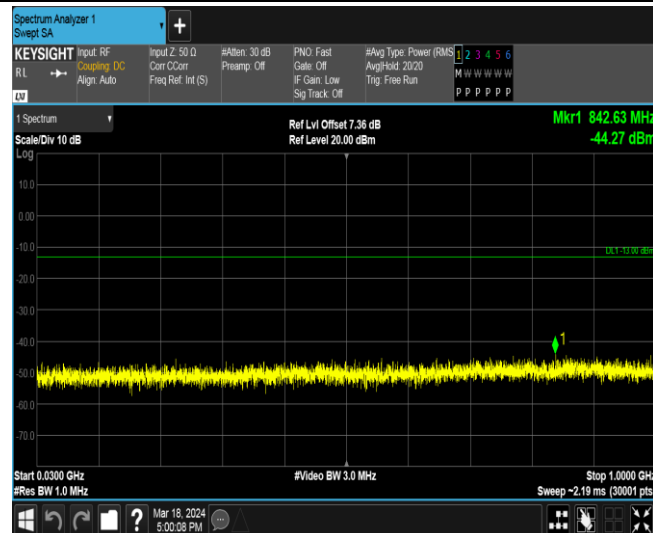 Spectrum Analyzer 1
Swept SA
+
KEYSIGHT Input: RF Input Z: 50 Ω #Atten: 30 dB PNO: Fast #Avg Type: Power (RMS 1 2 3 4 5 6
RL Coupling: DC Corr CCorr Preamp: Off Gate: Off Avg|Hold: 20/20 M W W W W W
Align: Auto Freq Ref: Int (S) IF Gain: Low Trig: Free Run
Sig Track: Off P P P P P P
LXI
1 Spectrum Ref Lvl Offset 7.36 dB Mkr1 842.63 MHz
Scale/Div 10 dB Ref Level 20.00 dBm -44.27 dBm
Log
10.0
0.00
-10.0
DL1 -13.00 dBm
-20.0
-30.0
-40.0
1
-50.0
-60.0
-70.0
Start 0.0300 GHz #Video BW 3.0 MHz Stop 1.0000 GHz
#Res BW 1.0 MHz Sweep ~2.19 ms (30001 pts
? Mar 18, 2024
5:00:08 PM